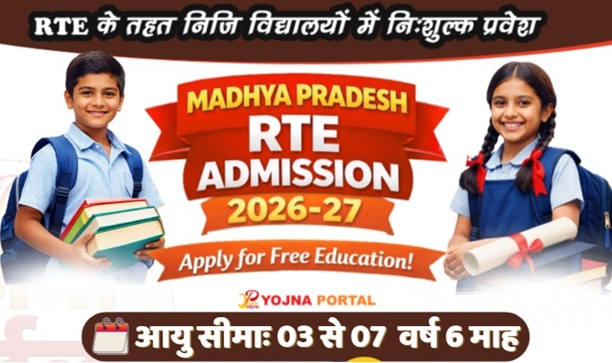 RTE के तहत निजि विद्यालयों में निःशुल्क प्रवेश
MADHYA PRADESH
RTE
ADMISSION
2026-27
Apply for Free Education!
YOJNA PORTAL
आयु सीमाः 03 से 07 वर्ष 6 माह